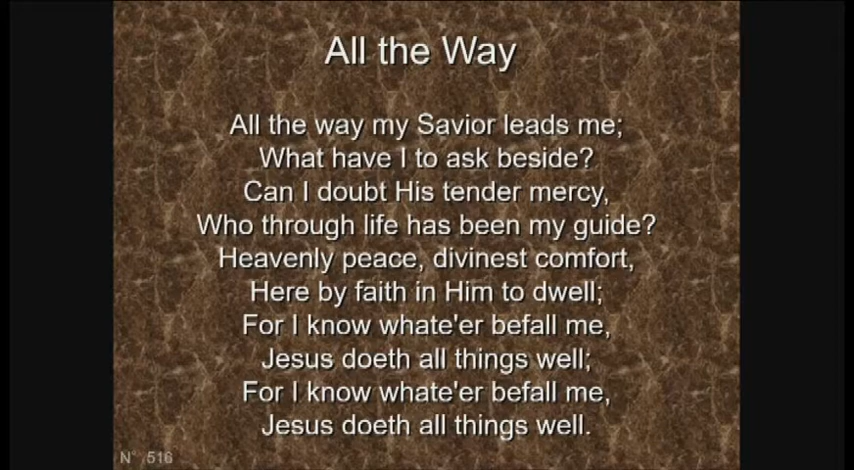 All the Way
All the way my Savior leads me;
What have I to ask beside?
Can I doubt His tender mercy,
Who through life has been my guide?
Heavenly peace, divinest comfort,
Here by faith in Him to dwell;
For I know whate'er befall me,
Jesus doeth all things well;
For I know whate'er befall me,
Jesus doeth all things well.
N° 516